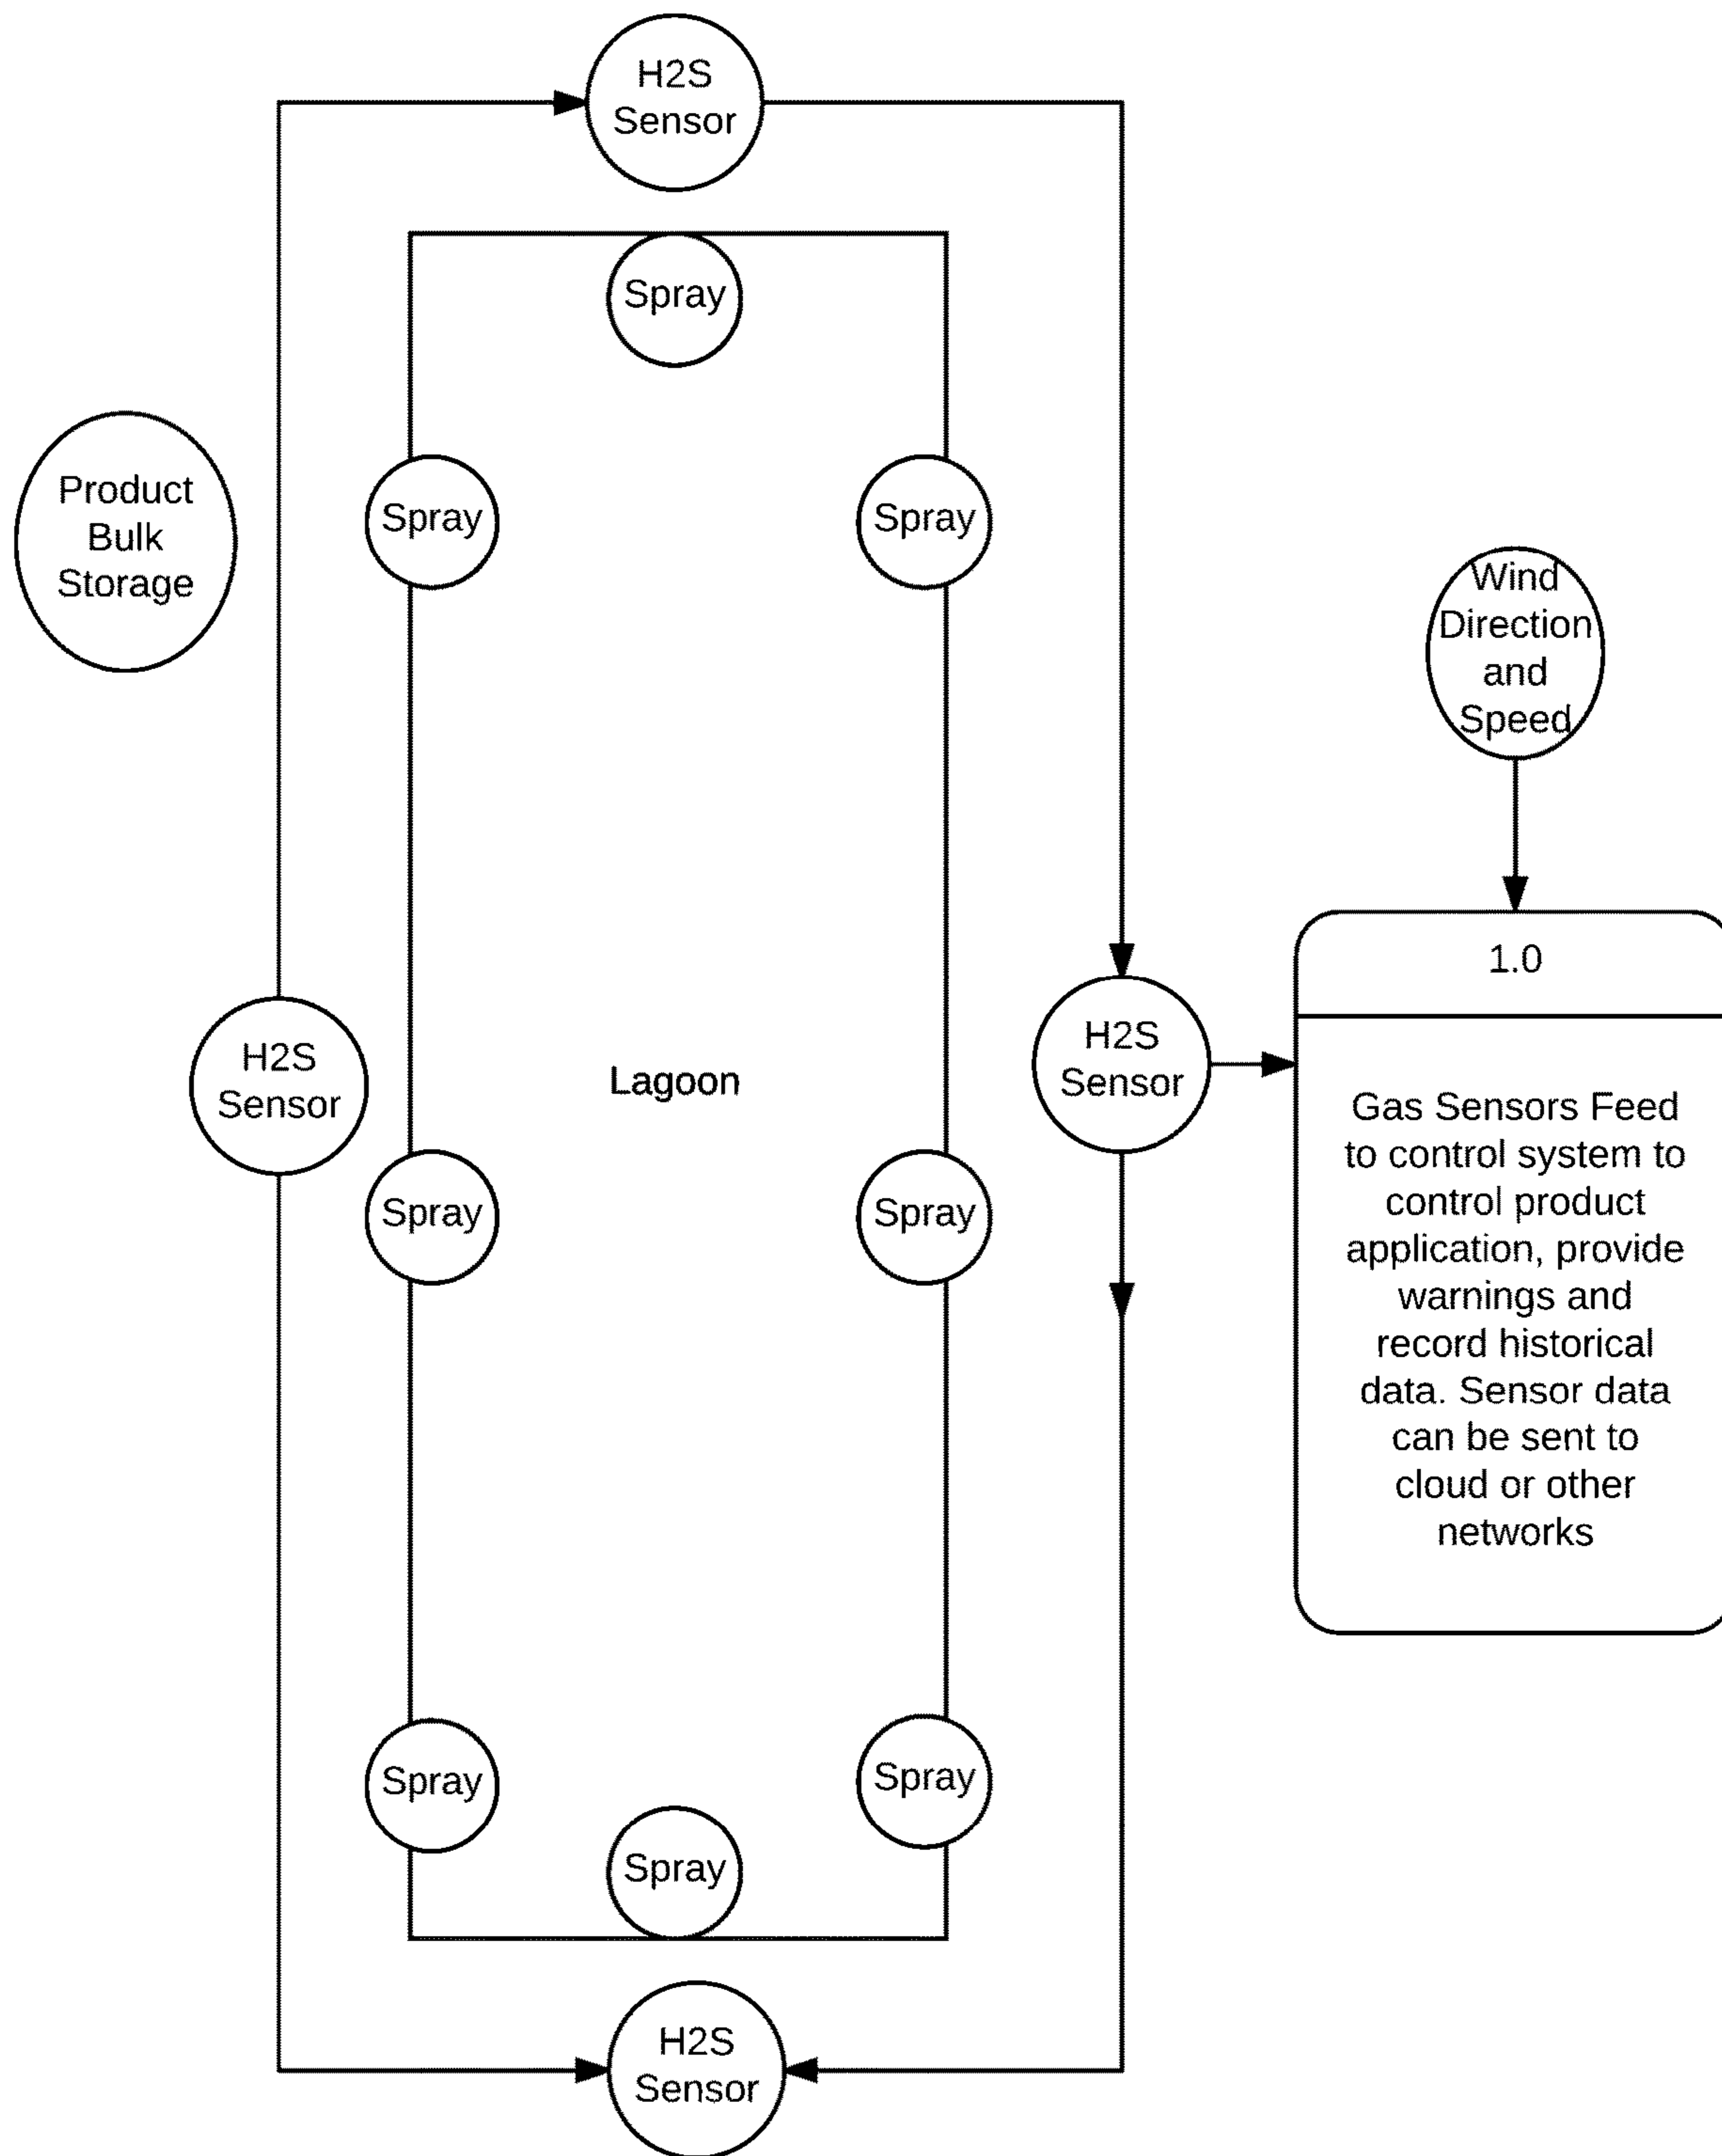 H2S
Sensor
Spray
Product
Bulk
Storage
Spray
Spray
Wind
Direction
and
Speed
1.0
H2S
Sensor
H2S
Sensor
Lagoon
Gas Sensors Feed
to control system to
control product
application, provide
warnings and
record historical
data. Sensor data
can be sent to
cloud or other
networks
Spray
Spray
Spray
Spray
Spray
H2S
Sensor